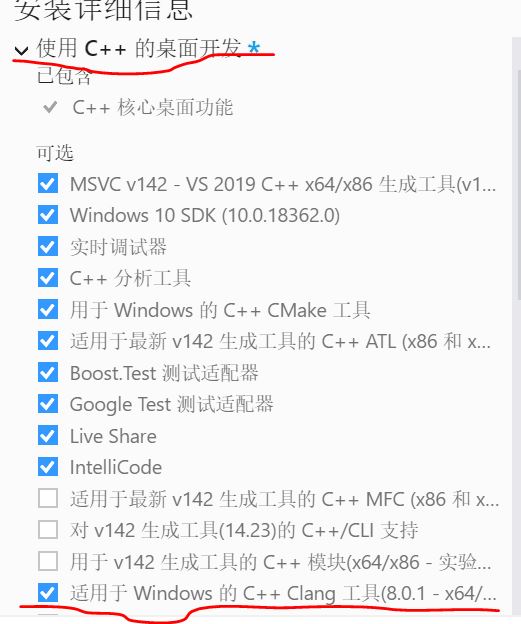 安装详细信息
使用 C++ 的桌面开发 *
已包含
C++ 核心桌面功能
可选
MSVC v142 - VS 2019 C++ x64/x86 生成工具(v1...
Windows 10 SDK (10.0.18362.0)
实时调试器
C++ 分析工具
用于 Windows 的 C++ CMake 工具
适用于最新 v142 生成工具的 C++ ATL (x86 和 x...
Boost.Test 测试适配器
Google Test 测试适配器
Live Share
IntelliCode
适用于最新 v142 生成工具的 C++ MFC (x86 和 x...
对 v142 生成工具(14.23)的 C++/CLI 支持
用于 v142 生成工具的 C++ 模块(x64/x86 - 实验...
适用于 Windows 的 C++ Clang 工具(8.0.1 - x64/...